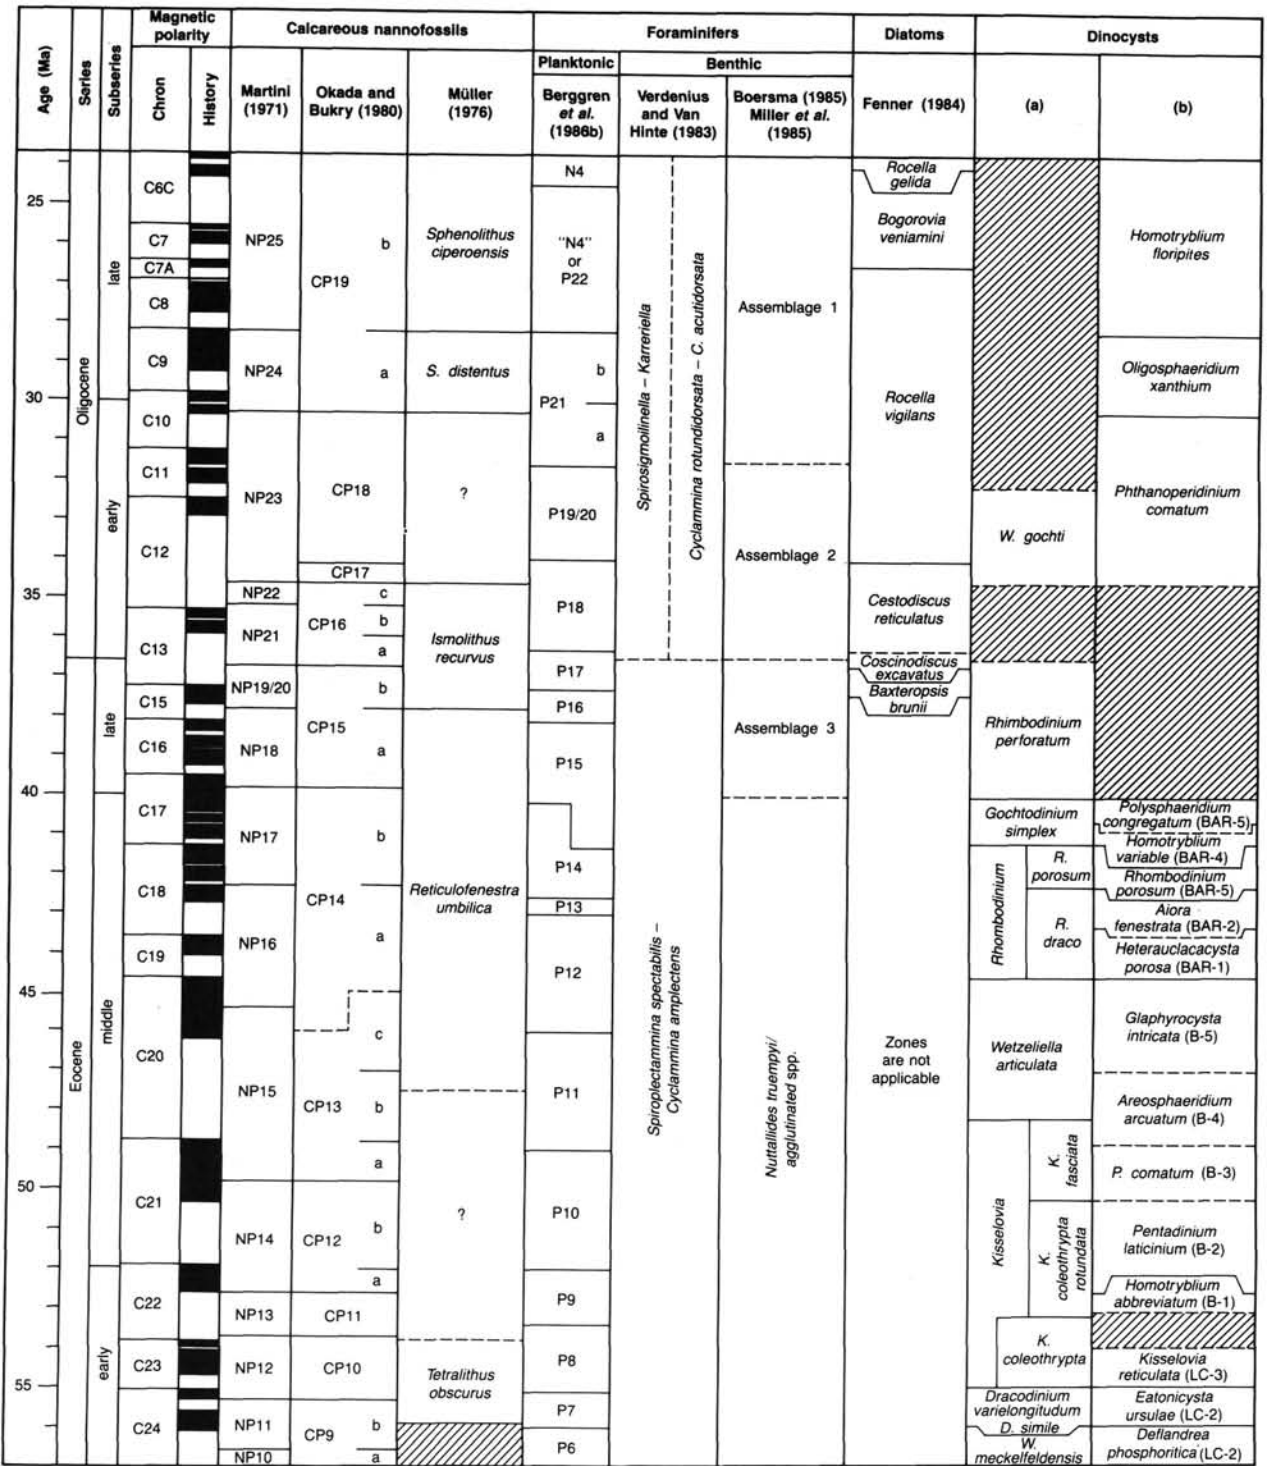 Age (Ma)
Series
Subseries
Magnetic
polarity
Chron
History
Calcareous nannofossils
Martini
(1971)
Okada and
Bukry (1980)
Müller
(1976)
Foraminifers
Planktonic
Benthic
Berggren
et al.
(1986b)
Verdenius
and Van
Hinte (1983)
Boersma (1985)
Miller et al.
(1985)
Diatoms
Fenner (1984)
Dinocysts
(a)
(b)
25
30
35
40
45
50
55
Oligocene
Eocene
late
early
late
middle
early
C6C
C7
C7A
C8
C9
C10
C11
C12
C13
C15
C16
C17
C18
C19
C20
C21
C22
C23
C24
NP25
NP24
NP23
NP22
NP21
NP19/20
NP18
NP17
NP16
NP15
NP14
NP13
NP12
NP11
NP10
CP19
b
a
CP18
CP17
CP16
c
b
a
CP15
b
a
CP14
b
a
CP13
c
b
a
CP12
b
a
CP11
CP10
CP9
b
a
Sphenolithus
ciperoensis
S. distentus
?
Ismolithus
recurvus
Reticulofenestra
umbilica
?
Tetralithus
obscurus
N4
"N4"
or
P22
P21
b
a
P19/20
P18
P17
P16
P15
P14
P13
P12
P11
P10
P9
P8
P7
P6
Spirosigmoilinella – Karreriella
Cyclammina rotundidorsata – C. acutidorsata
Spiroplectammina spectabilis –
Cyclammina amplectens
Assemblage 1
Assemblage 2
Assemblage 3
Nuttallides truempyi/
agglutinated spp.
Rocella
gelida
Bogorovia
veniamini
Rocella
vigilans
Cestodiscus
reticulatus
Coscinodiscus
excavatus
Baxteropsis
brunii
Zones
are not
applicable
W. gochti
Rhimbodinium
perforatum
Gochtodinium
simplex
Rhombodinium
R.
porosum
R.
draco
Wetzeliella
articulata
Kisselovia
K.
fasciata
K.
coleothrypta
rotundata
K.
coleothrypta
Dracodinium
varielongitudum
D. simile
W.
meckelfeldensis
Homotryblium
floripites
Oligosphaeridium
xanthium
Phthanoperidinium
comatum
Polysphaeridium
congregatum (BAR-5)
Homotryblium
variable (BAR-4)
Rhombodinium
porosum (BAR-5)
Aiora
fenestrata (BAR-2)
Heterauclacacysta
porosa (BAR-1)
Glaphyrocysta
intricata (B-5)
Areosphaeridium
arcuatum (B-4)
P. comatum (B-3)
Pentadinium
laticinium (B-2)
Homotryblium
abbreviatum (B-1)
Kisselovia
reticulata (LC-3)
Eatonicysta
ursulae (LC-2)
Deflandrea
phosphoritica (LC-2)